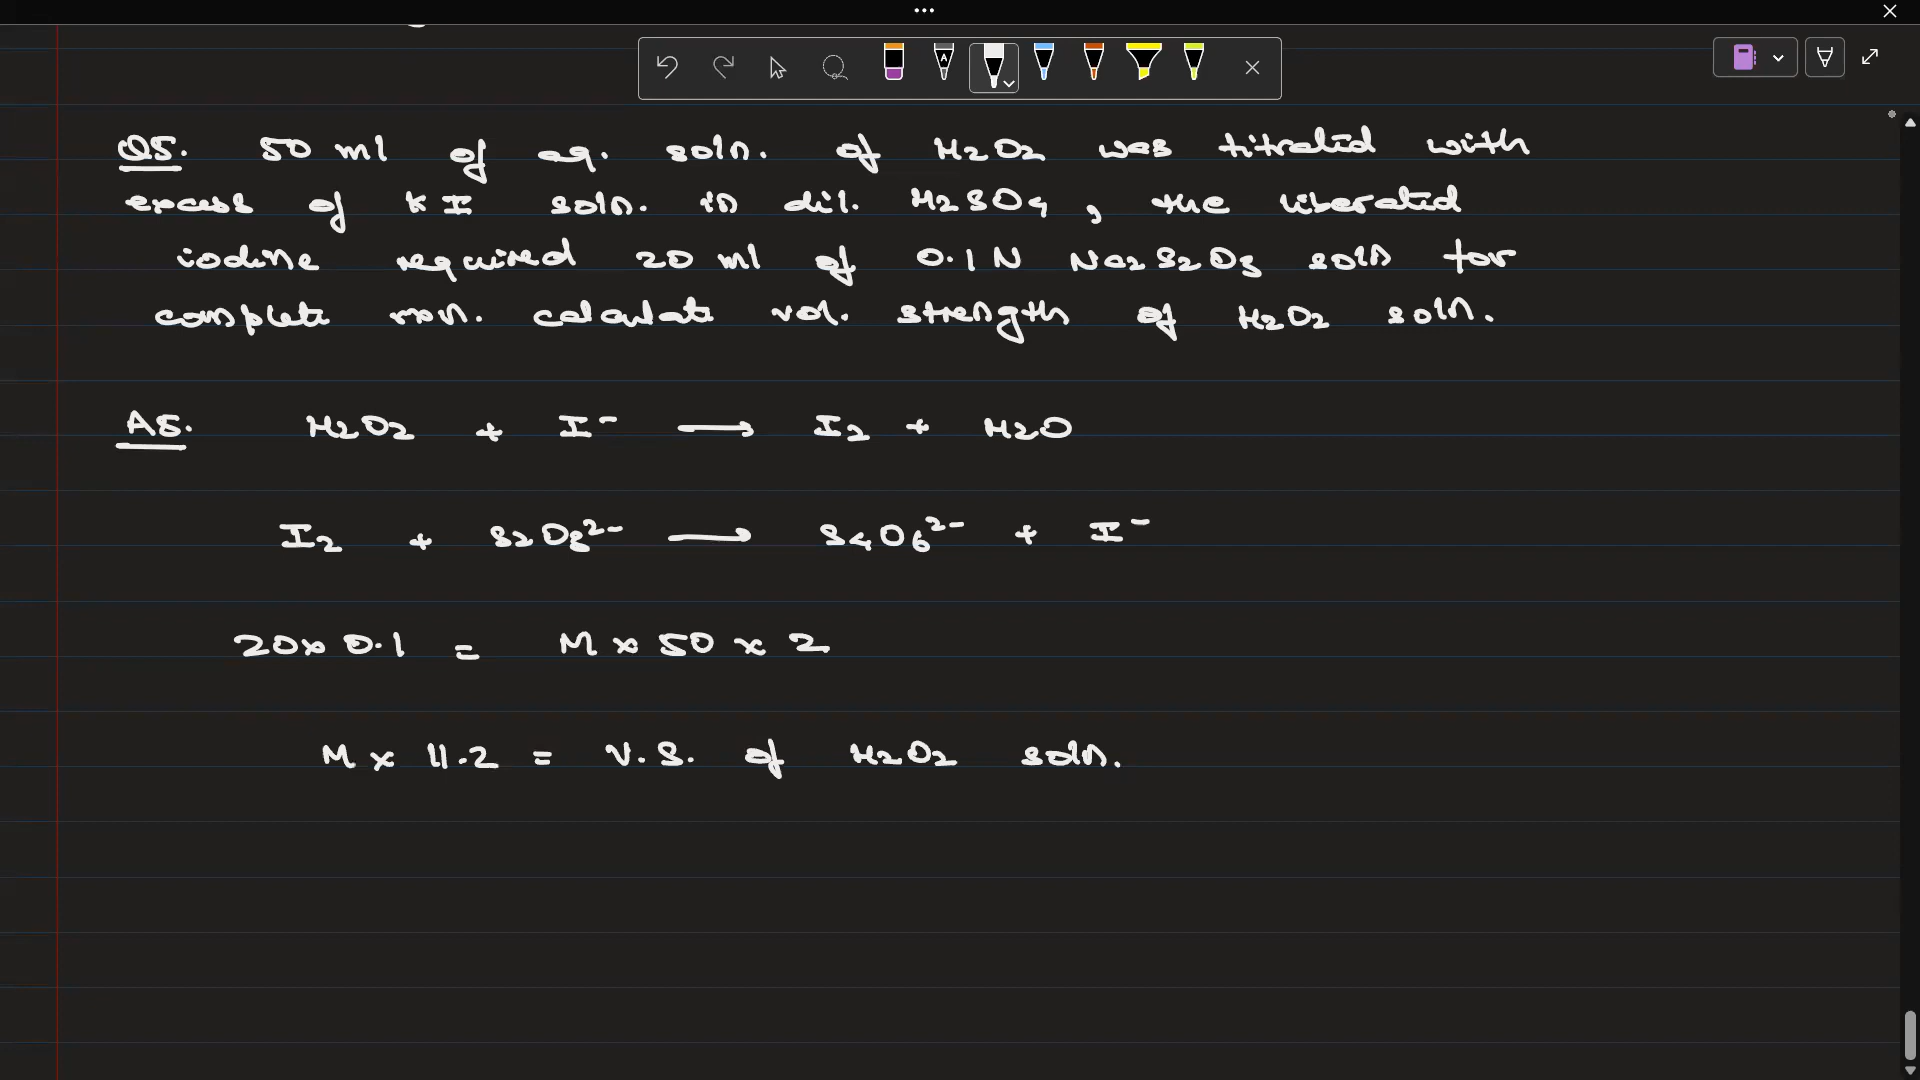 Q5. 50 ml of aq. soln. of H2O2 was titrated with
excess of KI soln. in dil. H2SO4, the liberated
iodine required 20 ml of 0.1 N Na2S2O3 soln for
complete rxn. calculate vol. strength of H2O2 soln.
A5. H2O2 + I⁻ ⟶ I2 + H2O
I2 + S2O3²⁻ ⟶ S4O6²⁻ + I⁻
20 × 0.1 = M × 50 × 2
M × 11.2 = V.S. of H2O2 soln.